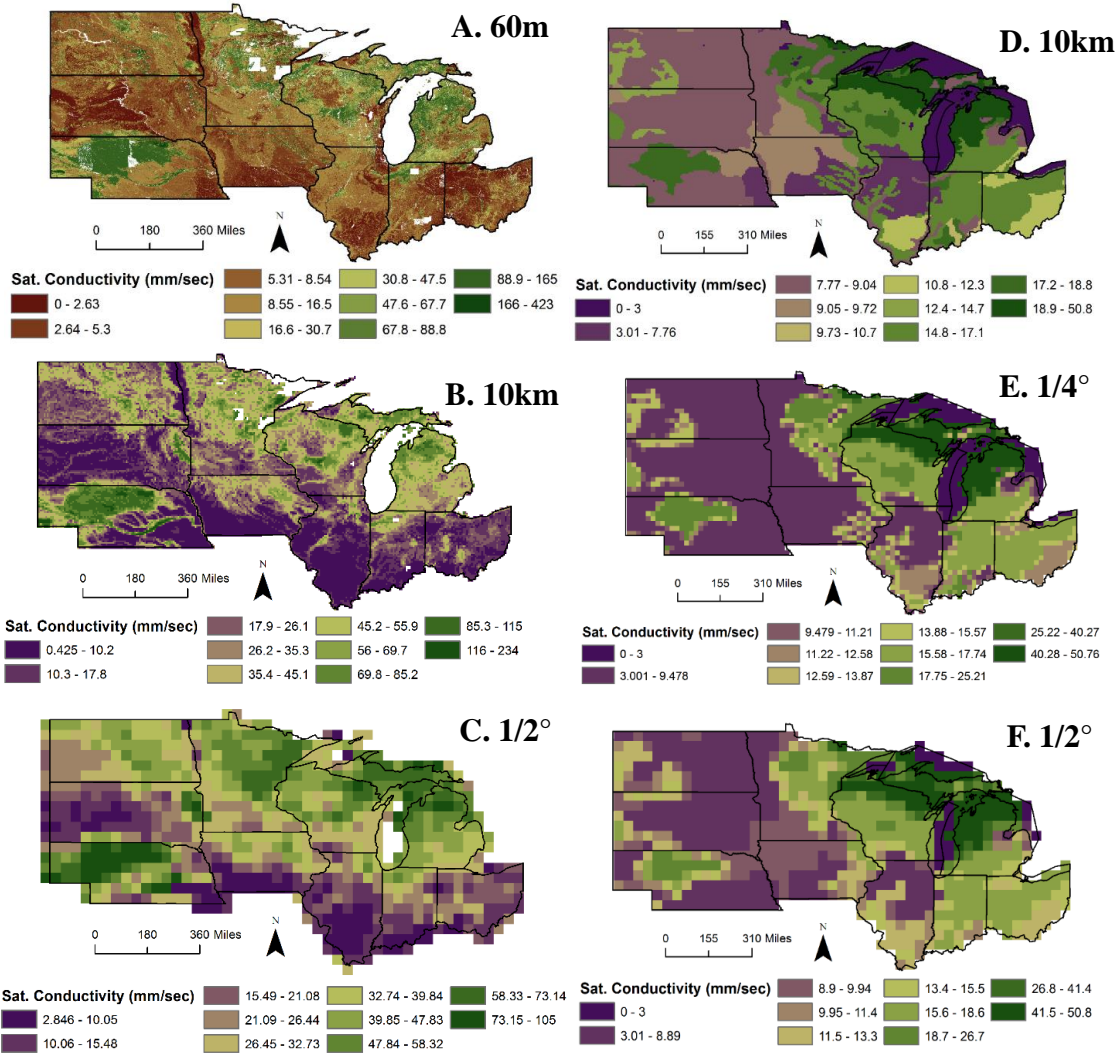 A. 60m
N
0 180 360 Miles
Sat. Conductivity (mm/sec)
0 - 2.63
2.64 - 5.3
5.31 - 8.54
8.55 - 16.5
16.6 - 30.7
30.8 - 47.5
47.6 - 67.7
67.8 - 88.8
88.9 - 165
166 - 423
B. 10km
N
0 180 360 Miles
Sat. Conductivity (mm/sec)
0.425 - 10.2
10.3 - 17.8
17.9 - 26.1
26.2 - 35.3
35.4 - 45.1
45.2 - 55.9
56 - 69.7
69.8 - 85.2
85.3 - 115
116 - 234
C. 1/2°
N
0 180 360 Miles
Sat. Conductivity (mm/sec)
2.846 - 10.05
10.06 - 15.48
15.49 - 21.08
21.09 - 26.44
26.45 - 32.73
32.74 - 39.84
39.85 - 47.83
47.84 - 58.32
58.33 - 73.14
73.15 - 105
D. 10km
N
0 155 310 Miles
Sat. Conductivity (mm/sec)
0 - 3
3.01 - 7.76
7.77 - 9.04
9.05 - 9.72
9.73 - 10.7
10.8 - 12.3
12.4 - 14.7
14.8 - 17.1
17.2 - 18.8
18.9 - 50.8
E. 1/4°
N
0 155 310 Miles
Sat. Conductivity (mm/sec)
0 - 3
3.001 - 9.478
9.479 - 11.21
11.22 - 12.58
12.59 - 13.87
13.88 - 15.57
15.58 - 17.74
17.75 - 25.21
25.22 - 40.27
40.28 - 50.76
F. 1/2°
N
0 155 310 Miles
Sat. Conductivity (mm/sec)
0 - 3
3.01 - 8.89
8.9 - 9.94
9.95 - 11.4
11.5 - 13.3
13.4 - 15.5
15.6 - 18.6
18.7 - 26.7
26.8 - 41.4
41.5 - 50.8